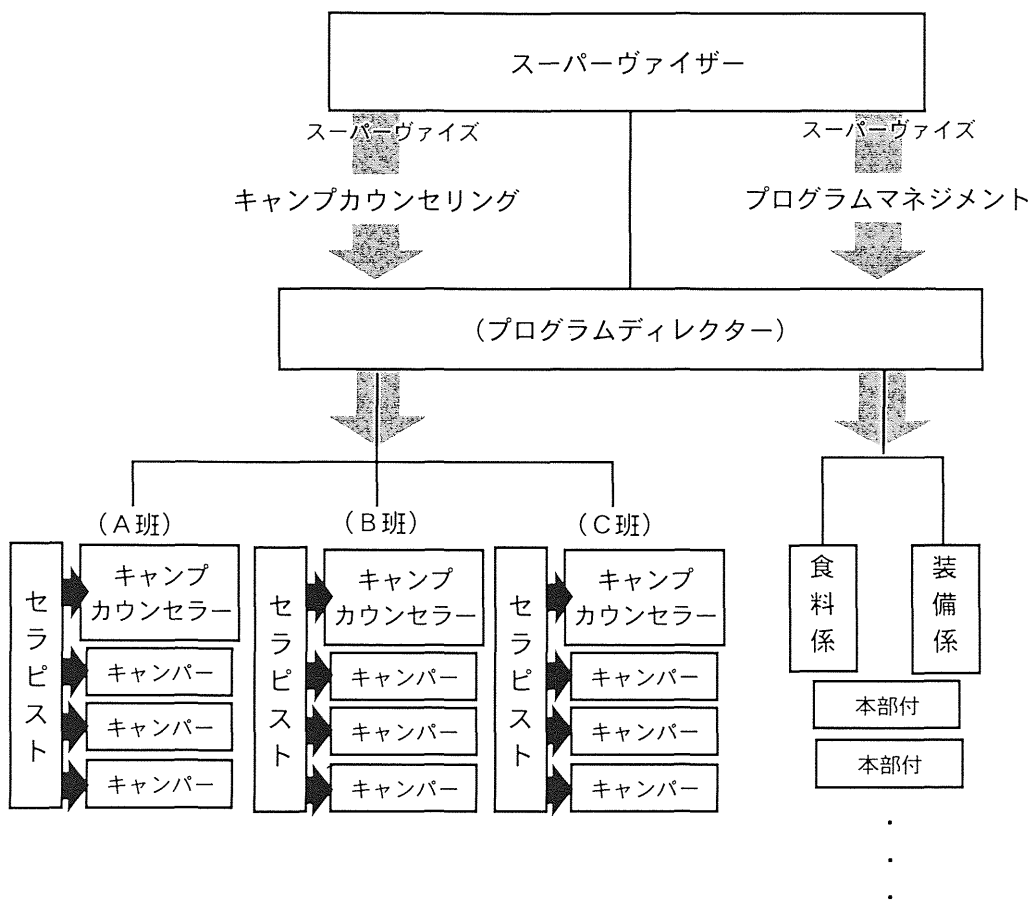 スーパーヴァイザー
スーパーヴァイズ
スーパーヴァイズ
キャンプカウンセリング
プログラムマネジメント
(プログラムディレクター)
(A班)
(B班)
(C班)
セラピスト
キャンプ
カウンセラー
キャンパー
キャンパー
キャンパー
セラピスト
キャンプ
カウンセラー
キャンパー
キャンパー
キャンパー
セラピスト
キャンプ
カウンセラー
キャンパー
キャンパー
キャンパー
食料係
装備係
本部付
本部付